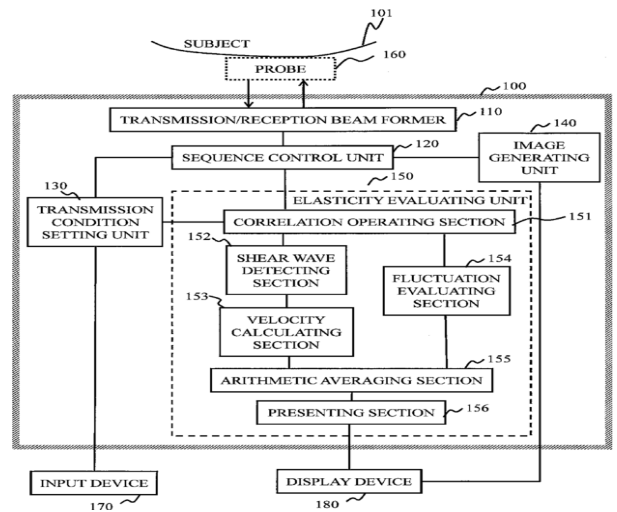 101
SUBJECT
160
PROBE
100
110
TRANSMISSION/RECEPTION BEAM FORMER
120
140
SEQUENCE CONTROL UNIT
IMAGE
GENERATING
UNIT
150
130
ELASTICITY EVALUATING UNIT
TRANSMISSION
CONDITION
SETTING UNIT
CORRELATION OPERATING SECTION
151
152
SHEAR WAVE
DETECTING
SECTION
154
FLUCTUATION
EVALUATING
SECTION
153
VELOCITY
CALCULATING
SECTION
155
ARITHMETIC AVERAGING SECTION
PRESENTING SECTION
156
INPUT DEVICE
170
DISPLAY DEVICE
180